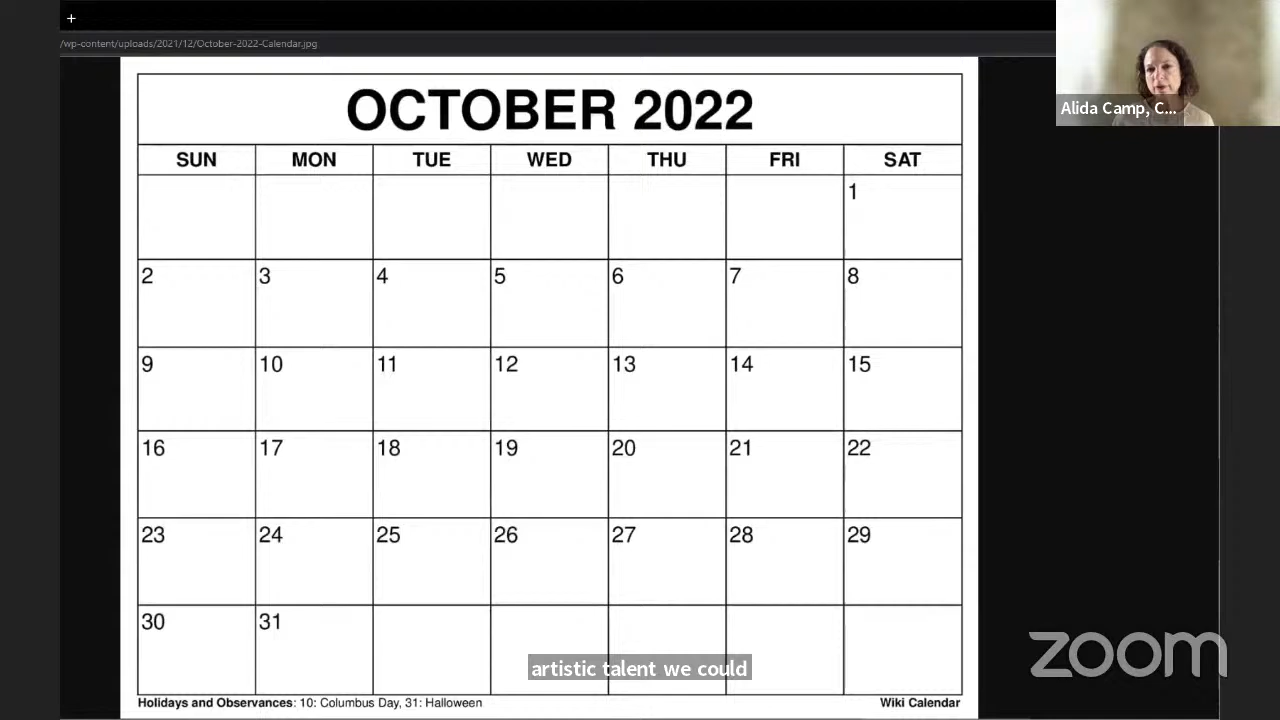 +
/wp-content/uploads/2021/12/October-2022-Calendar.jpg
Alida Camp, C...
OCTOBER 2022
SUN MON TUE WED THU FRI SAT
1
2 3 4 5 6 7 8
9 10 11 12 13 14 15
16 17 18 19 20 21 22
23 24 25 26 27 28 29
30 31
artistic talent we could
zoom
Holidays and Observances: 10: Columbus Day, 31: Halloween
Wiki Calendar